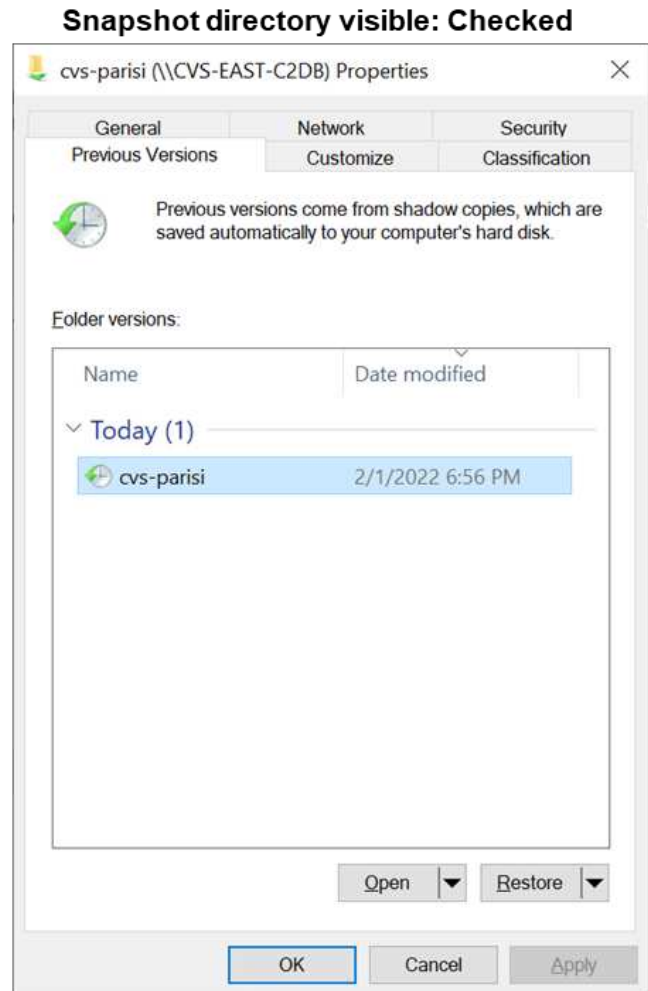 Snapshot directory visible: Checked
cvs-parisi (\\CVS-EAST-C2DB) Properties
General Network Security
Previous Versions Customize Classification
Previous versions come from shadow copies, which are
saved automatically to your computer's hard disk.
Folder versions:
Name Date modified
Today (1)
cvs-parisi 2/1/2022 6:56 PM
Open Restore
OK Cancel Apply